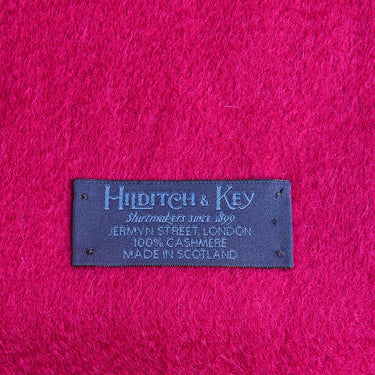 HILDITCH & KEY
Shirtmakers since 1899
JERMYN STREET, LONDON
100% CASHMERE
MADE IN SCOTLAND